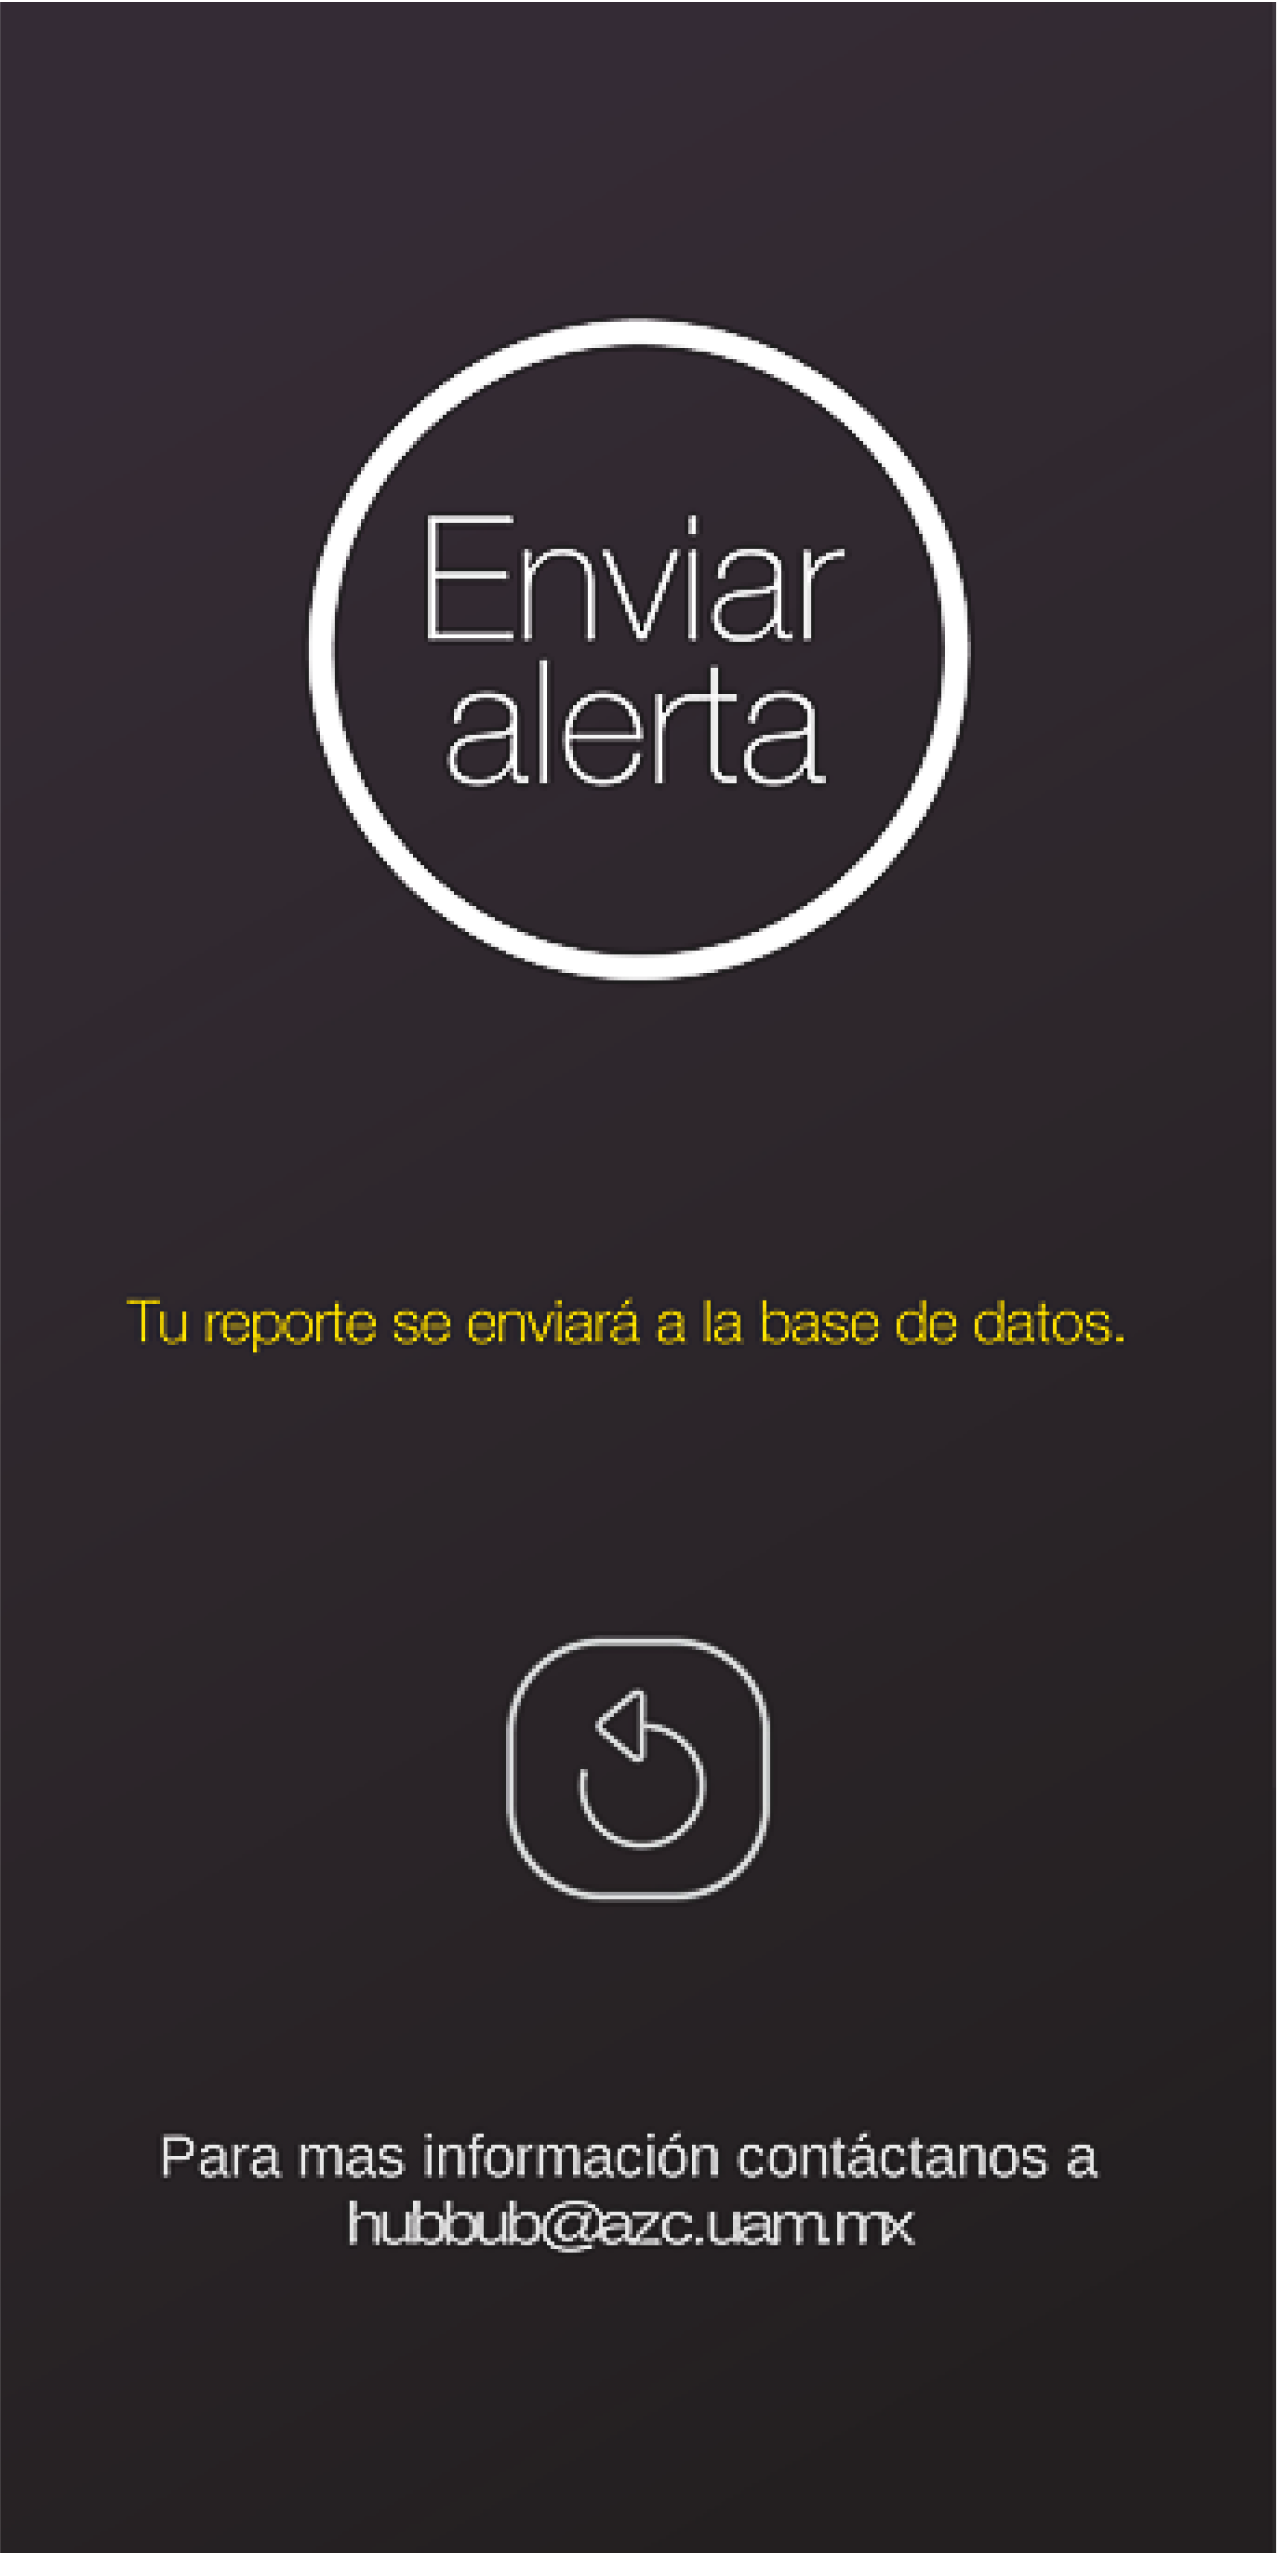 Enviar
alerta
Tu reporte se enviará a la base de datos.
Para mas información contáctanos a
hubbub@azc.uam.mx